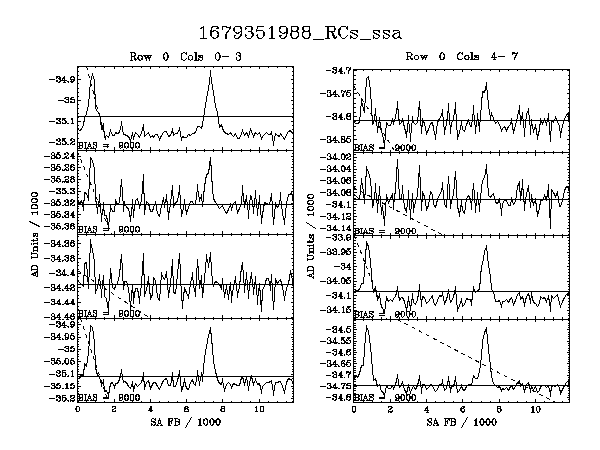 1679351988_RCs_ssa
Row 0 Cols 0-3
Row 0 Cols 4-7
-34.9
-35
-35.1
-35.2
BIAS = 9000
-35.24
-35.26
-35.28
-35.3
-35.32
-35.34
-35.36
BIAS = 9000
-34.36
-34.38
-34.4
-34.42
-34.44
-34.46
BIAS = 9000
-34.9
-34.95
-35
-35.05
-35.1
-35.15
-35.2
BIAS = 9000
0 2 4 6 8 10
SA FB / 1000
AD Units / 1000
-34.7
-34.75
-34.8
-34.85
BIAS = 9000
-34.02
-34.04
-34.06
-34.08
-34.1
-34.12
-34.14
BIAS = 9000
-33.9
-33.95
-34
-34.05
-34.1
-34.15
BIAS = 9000
-34.5
-34.55
-34.6
-34.65
-34.7
-34.75
-34.8
BIAS = 9000
0 2 4 6 8 10
SA FB / 1000
AD Units / 1000